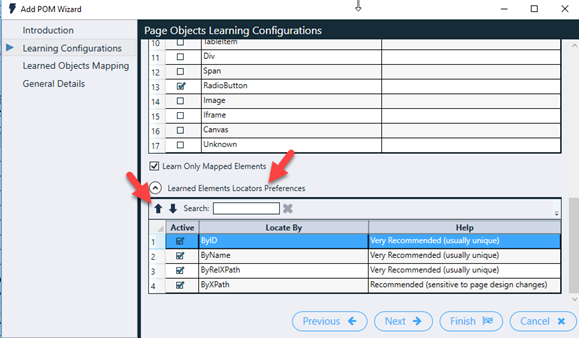 Add POM Wizard
Introduction
Learning Configurations
Learned Objects Mapping
General Details
Page Objects Learning Configurations
10 TableItem
11 Div
12 Span
13 RadioButton
14 Image
15 Iframe
16 Canvas
17 Unknown
Learn Only Mapped Elements
Learned Elements Locators Preferences
Search:
Active Locate By Help
1 ByID Very Recommended (usually unique)
2 ByName Very Recommended (usually unique)
3 ByRelXPath Very Recommended (usually unique)
4 ByXPath Recommended (sensitive to page design changes)
Previous Next Finish Cancel